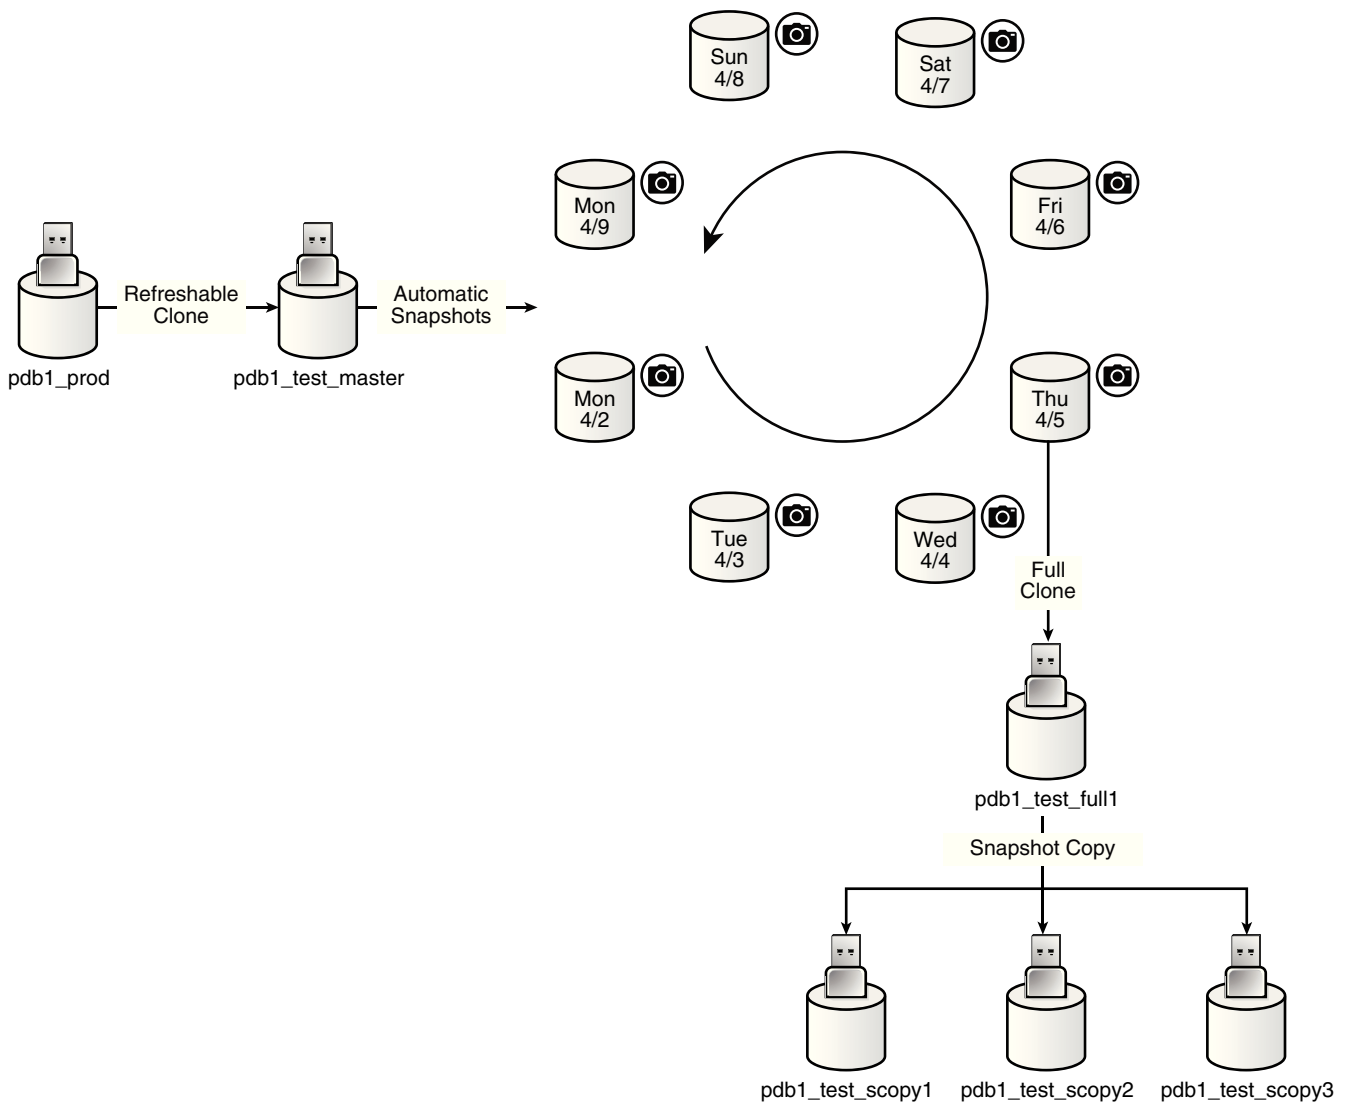 Sun
4/8
Sat
4/7
Mon
4/9
Fri
4/6
Refreshable
Clone
Automatic
Snapshots
pdb1_prod
pdb1_test_master
Mon
4/2
Thu
4/5
Tue
4/3
Wed
4/4
Full
Clone
pdb1_test_full1
Snapshot Copy
pdb1_test_scopy1
pdb1_test_scopy2
pdb1_test_scopy3